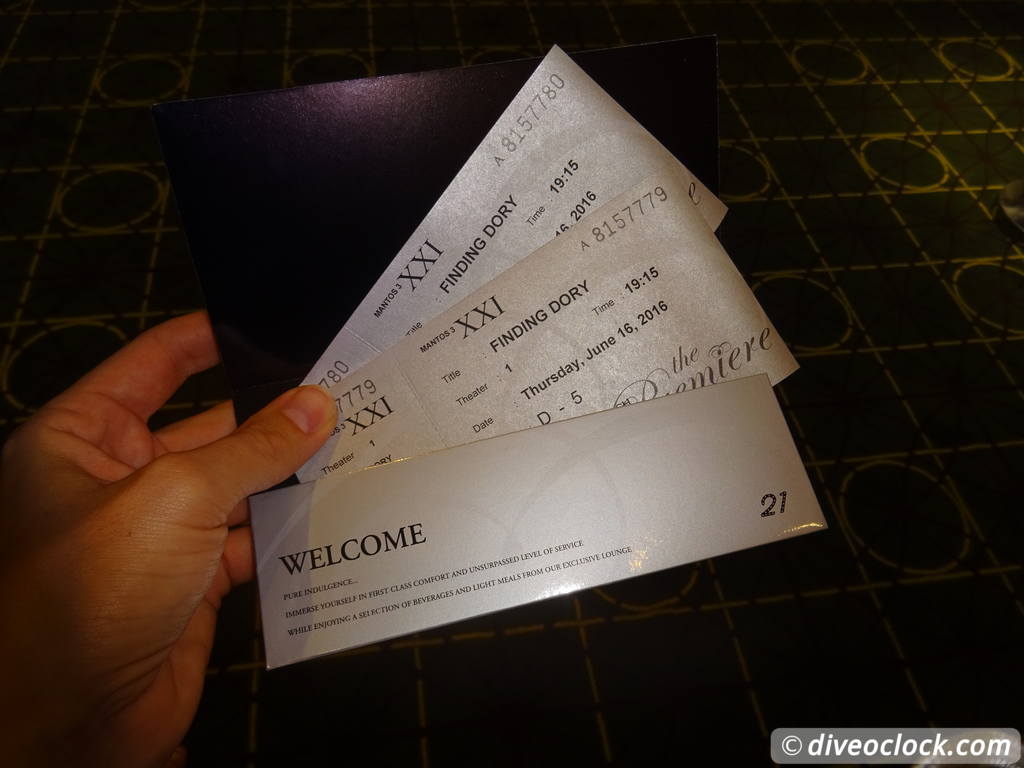 A 8157780
MANTOS 3 XXI
FINDING DORY
Time : 19:15
16, 2016
780
A 8157779
MANTOS 3 XXI
Title : FINDING DORY
Theater : 1 Time : 19:15
Date : Thursday, June 16, 2016
D - 5
the
Premiere
7779
XXI
Theater 1
WELCOME
PURE INDULGENCE...
IMMERSE YOURSELF IN FIRST CLASS COMFORT AND UNSURPASSED LEVEL OF SERVICE
WHILE ENJOYING A SELECTION OF BEVERAGES AND LIGHT MEALS FROM OUR EXCLUSIVE LOUNGE
21
© diveoclock.com